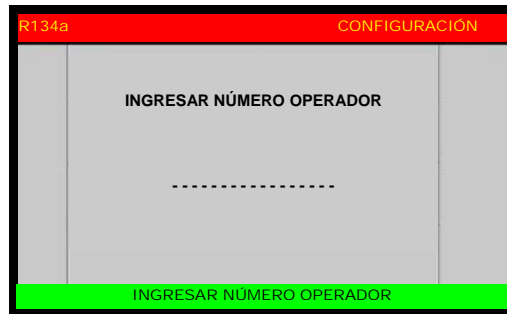 R134a CONFIGURACIÓN
INGRESAR NÚMERO OPERADOR
-----------------
INGRESAR NÚMERO OPERADOR